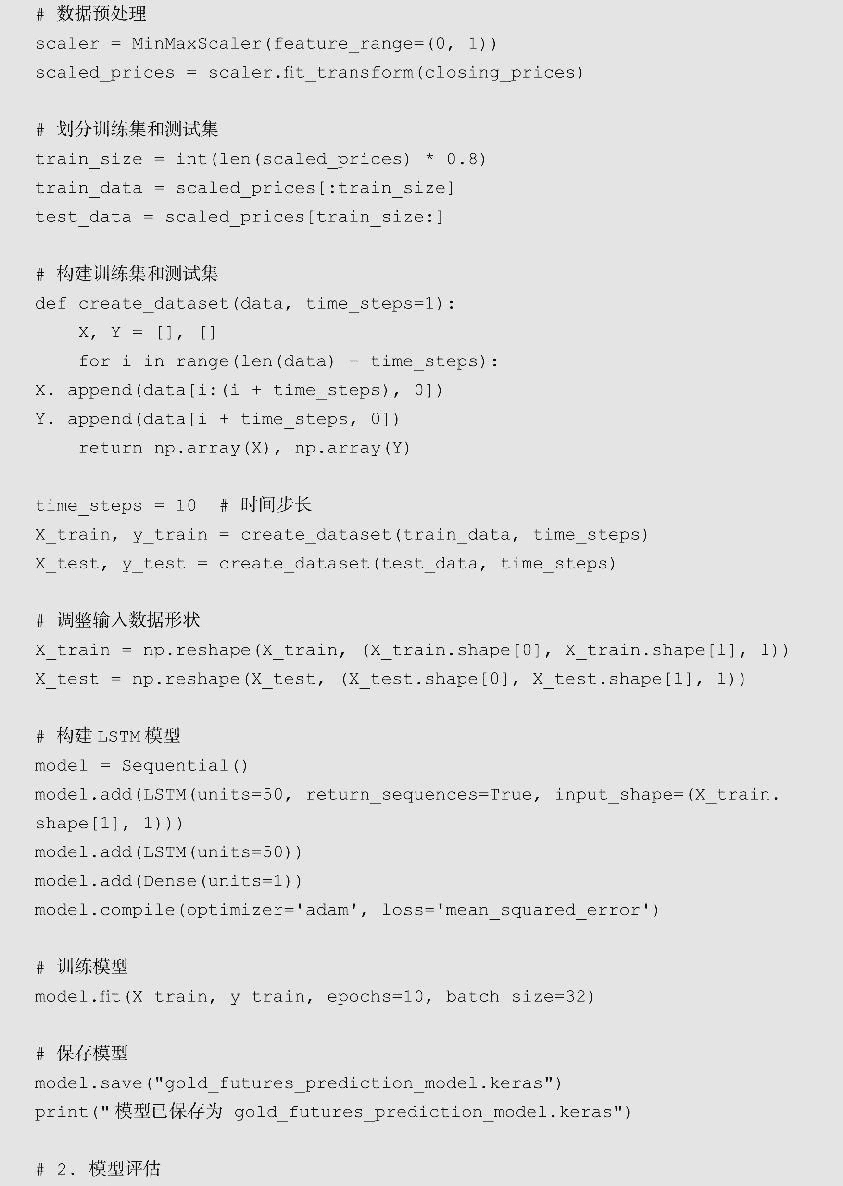 # 数据预处理
scaler = MinMaxScaler(feature_range=(0, 1))
scaled_prices = scaler.fit_transform(closing_prices)
# 划分训练集和测试集
train_size = int(len(scaled_prices) * 0.8)
train_data = scaled_prices[:train_size]
test_data = scaled_prices[train_size:]
# 构建训练集和测试集
def create_dataset(data, time_steps=1):
    X, Y = [], []
    for i in range(len(data) - time_steps):
X. append(data[i:(i + time_steps), 0])
Y. append(data[i + time_steps, 0])
    return np.array(X), np.array(Y)
time_steps = 10  # 时间步长
X_train, y_train = create_dataset(train_data, time_steps)
X_test, y_test = create_dataset(test_data, time_steps)
# 调整输入数据形状
X_train = np.reshape(X_train, (X_train.shape[0], X_train.shape[1], 1))
X_test = np.reshape(X_test, (X_test.shape[0], X_test.shape[1], 1))
# 构建 LSTM 模型
model = Sequential()
model.add(LSTM(units=50, return_sequences=True, input_shape=(X_train.
shape[1], 1)))
model.add(LSTM(units=50))
model.add(Dense(units=1))
model.compile(optimizer='adam', loss='mean_squared_error')
# 训练模型
model.fit(X_train, y_train, epochs=10, batch_size=32)
# 保存模型
model.save("gold_futures_prediction_model.keras")
print("模型已保存为 gold_futures_prediction_model.keras")
# 2. 模型评估